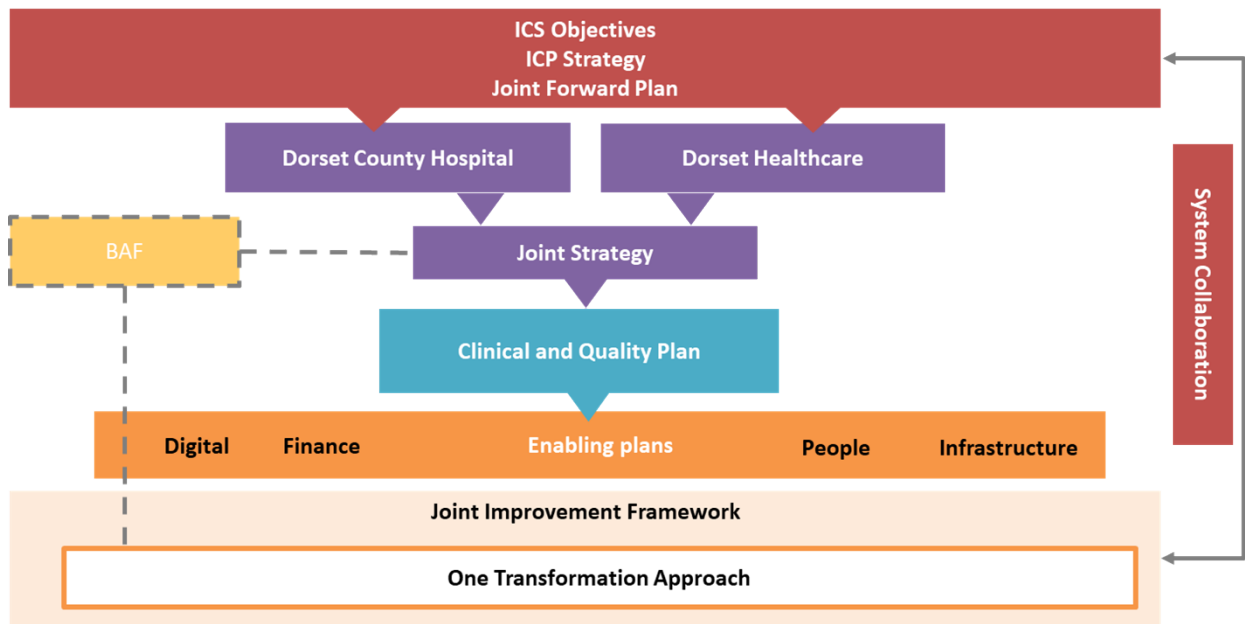 ICS Objectives
ICP Strategy
Joint Forward Plan
Dorset County Hospital
Dorset Healthcare
System Collaboration
BAF
Joint Strategy
Clinical and Quality Plan
Digital
Finance
Enabling plans
People
Infrastructure
Joint Improvement Framework
One Transformation Approach